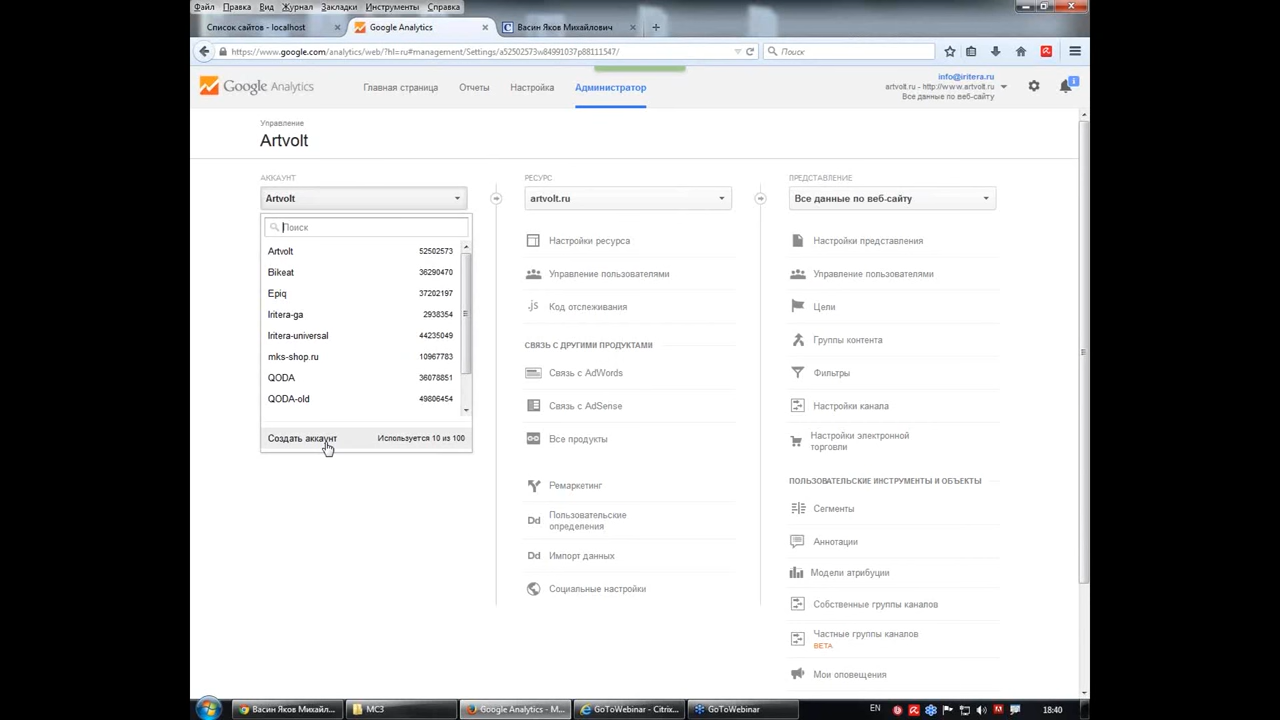 Файл Правка Вид Журнал Закладки Инструменты Справка
Список сайтов - localhost
Google Analytics
Васин Яков Михайлович
https://www.google.com/analytics/web/?hl=ru#management/Settings/a52502573w84991037p88111547/
Поиск
Google Analytics
Главная страница
Отчеты
Настройка
Администратор
info@iritera.ru
artvolt.ru - http://www.artvolt.ru
Все данные по веб-сайту
1
Управление
Artvolt
АККАУНТ
Artvolt
Поиск
Artvolt 52502573
Bikeat 36290470
Epiq 37202197
Iritera-ga 2938354
Iritera-universal 44235049
mks-shop.ru 10967783
QODA 36078851
QODA-old 49806454
Создать аккаунт Используется 10 из 100
РЕСУРС
artvolt.ru
Настройки ресурса
Управление пользователями
.js Код отслеживания
СВЯЗЬ С ДРУГИМИ ПРОДУКТАМИ
Связь с AdWords
Связь с AdSense
Все продукты
Ремаркетинг
Dd Пользовательские
определения
Dd Импорт данных
Социальные настройки
ПРЕДСТАВЛЕНИЕ
Все данные по веб-сайту
Настройки представления
Управление пользователями
Цели
Группы контента
Фильтры
Настройки канала
Настройки электронной
торговли
ПОЛЬЗОВАТЕЛЬСКИЕ ИНСТРУМЕНТЫ И ОБЪЕКТЫ
Сегменты
Аннотации
Модели атрибуции
Собственные группы каналов
Частные группы каналов
BETA
Мои оповещения
Васин Яков Михайл...
МС3
Google Analytics - M...
GoToWebinar - Citrix...
GoToWebinar
EN
18:40